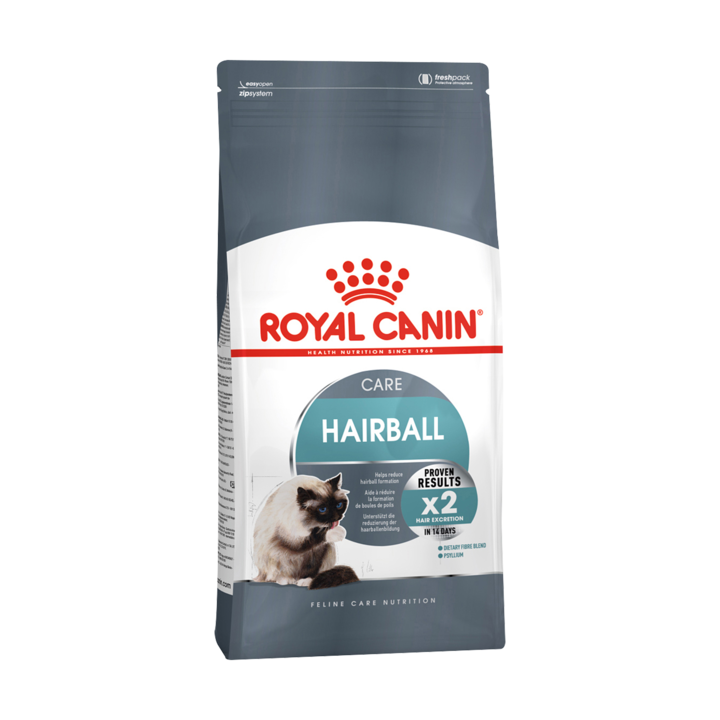 easyopen
zipsystem
freshpack
Protective atmosphere
ROYAL CANIN®
HEALTH NUTRITION SINCE 1968
CARE
HAIRBALL
Helps reduce
hairball formation
Aide à réduire
la formation
de boules de poils
Unterstützt die
reduzierung der
haarballenbildung
PROVEN
RESULTS
x2
HAIR EXCRETION
IN 14 DAYS
DIETARY FIBRE BLEND
PSYLLIUM
FELINE CARE NUTRITION